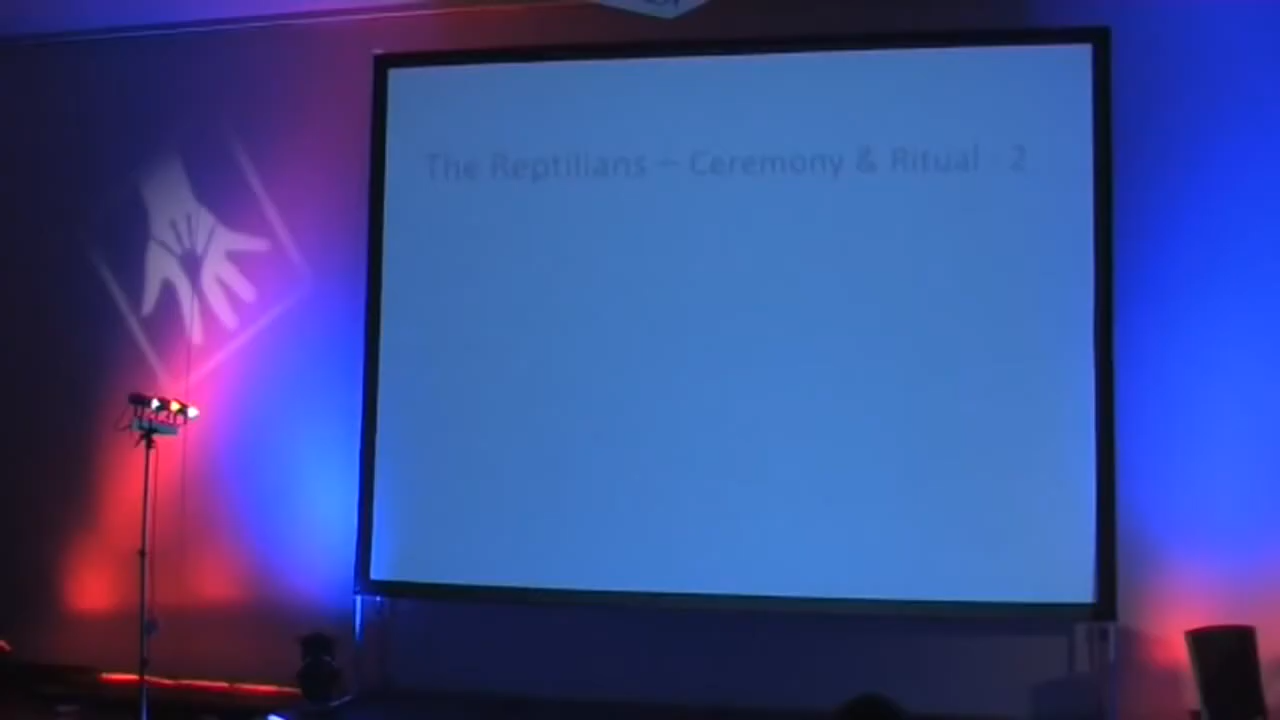 The Reptilians – Ceremony & Ritual - 2